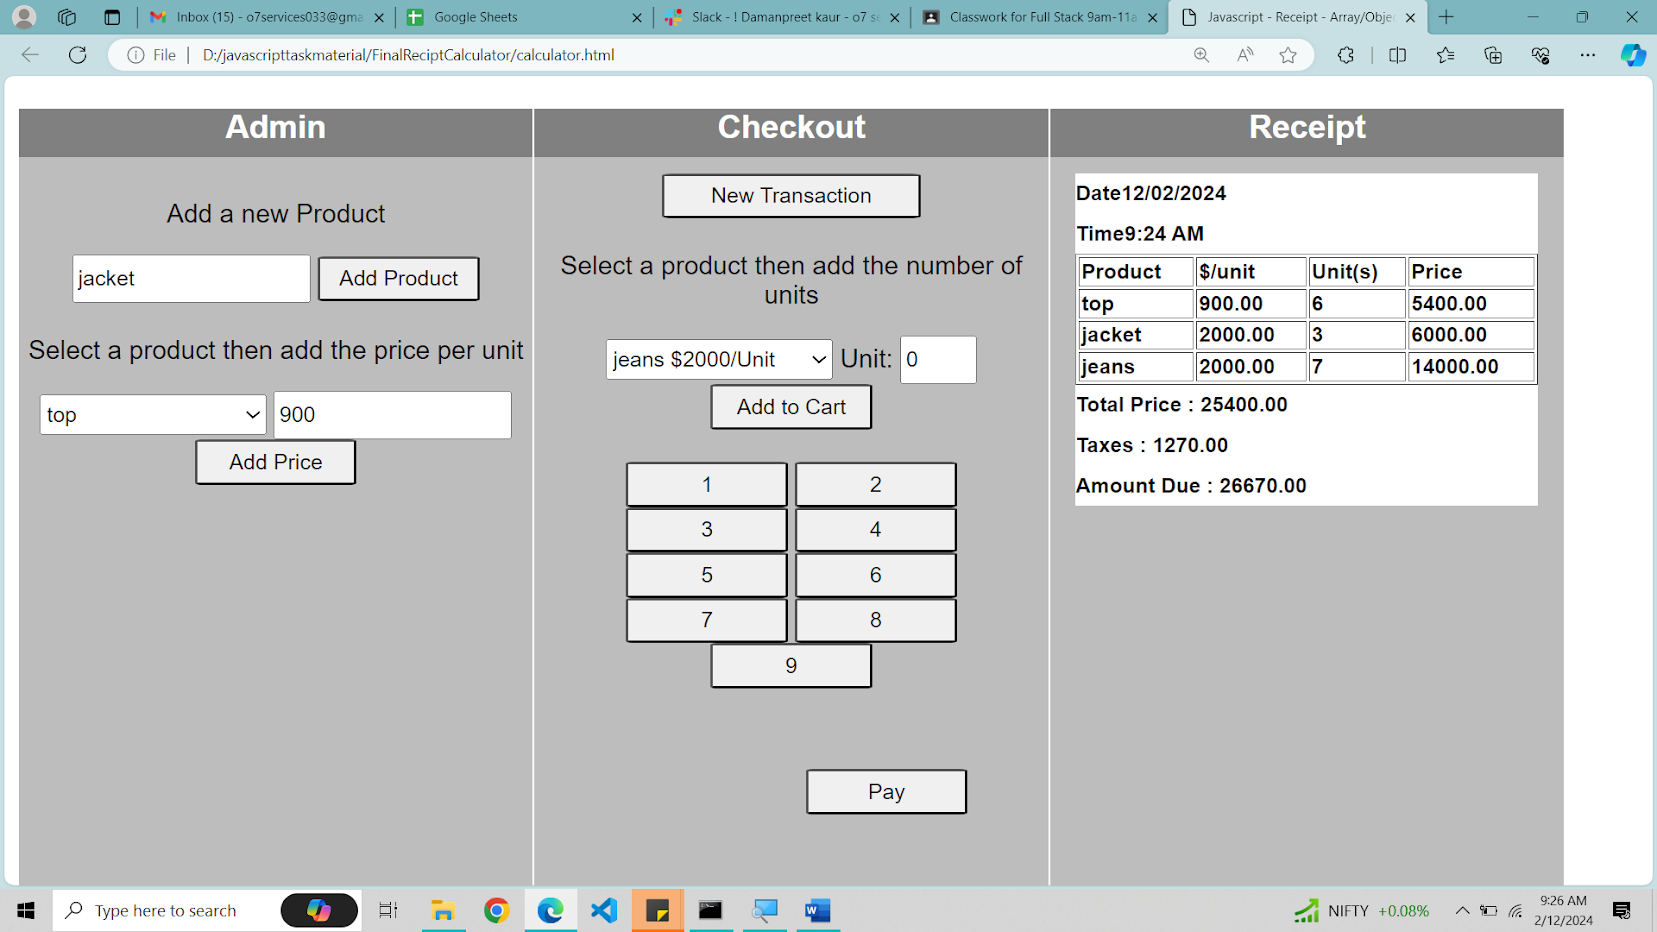 Inbox (15) - o7services033@gma
Google Sheets
Slack - ! Damanpreet kaur - o7 se
Classwork for Full Stack 9am-11a
Javascript - Receipt - Array/Obje
File
D:/javascripttaskmaterial/FinalReciptCalculator/calculator.html
Admin
Add a new Product
jacket
Add Product
Select a product then add the price per unit
top
900
Add Price
Checkout
New Transaction
Select a product then add the number of
units
jeans $2000/Unit
Unit:
0
Add to Cart
1
2
3
4
5
6
7
8
9
Pay
Receipt
Date12/02/2024
Time9:24 AM
Product $/unit Unit(s) Price
top 900.00 6 5400.00
jacket 2000.00 3 6000.00
jeans 2000.00 7 14000.00
Total Price : 25400.00
Taxes : 1270.00
Amount Due : 26670.00
Type here to search
NIFTY +0.08%
9:26 AM
2/12/2024